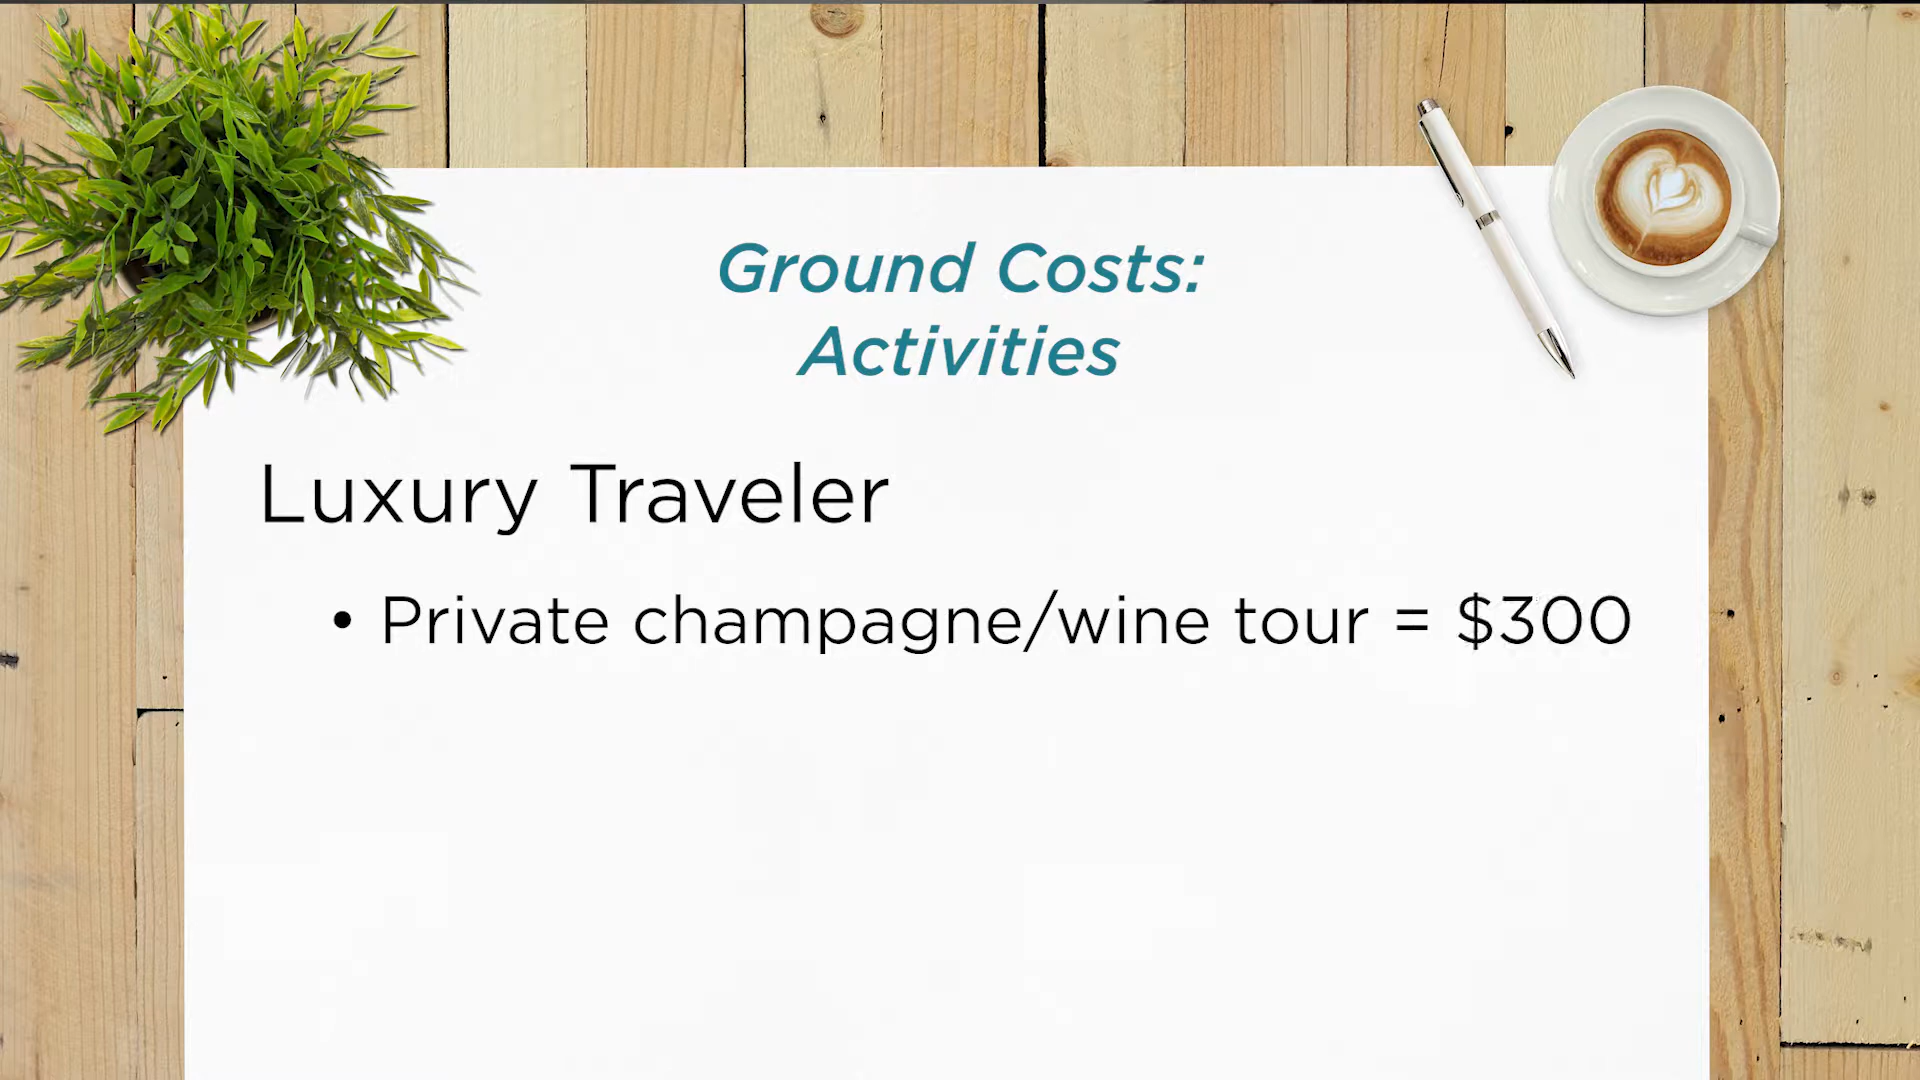 Ground Costs:
Activities
Luxury Traveler
• Private champagne/wine tour = $300